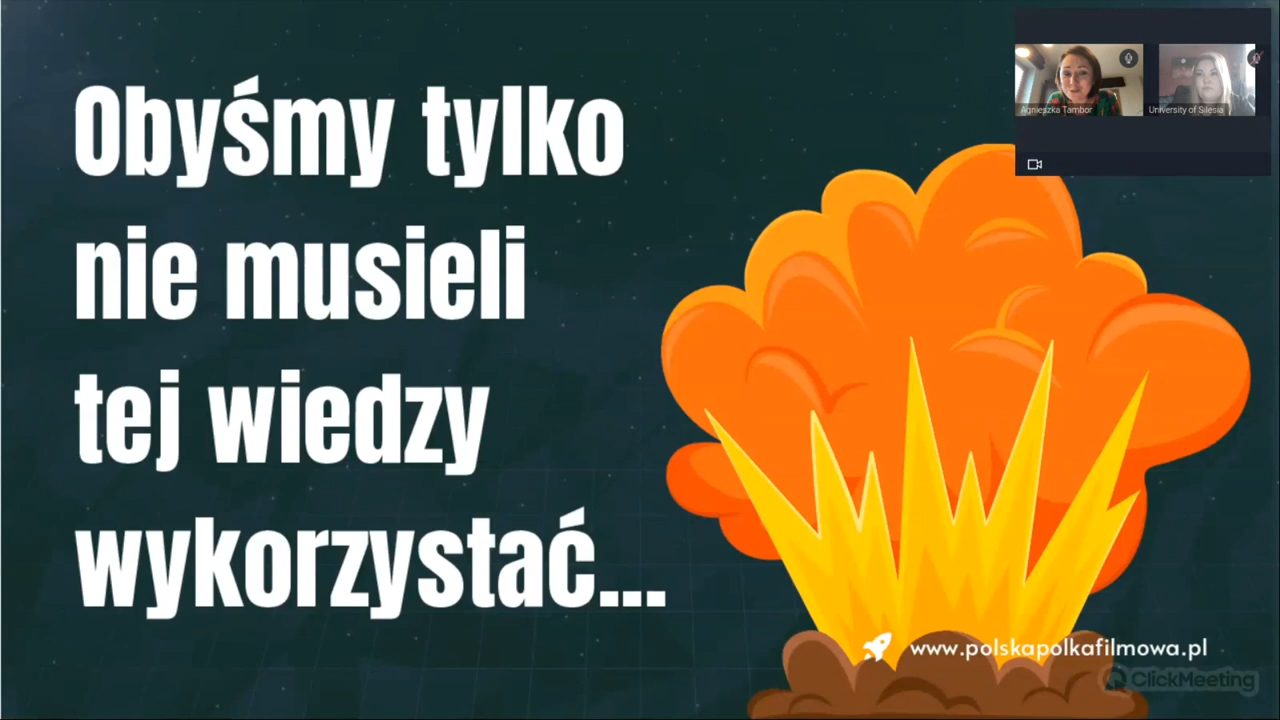 Obyśmy tylko
nie musieli
tej wiedzy
wykorzystać...
Agnieszka Tambor
University of Silesia
www.polskapolkafilmowa.pl
ClickMeeting